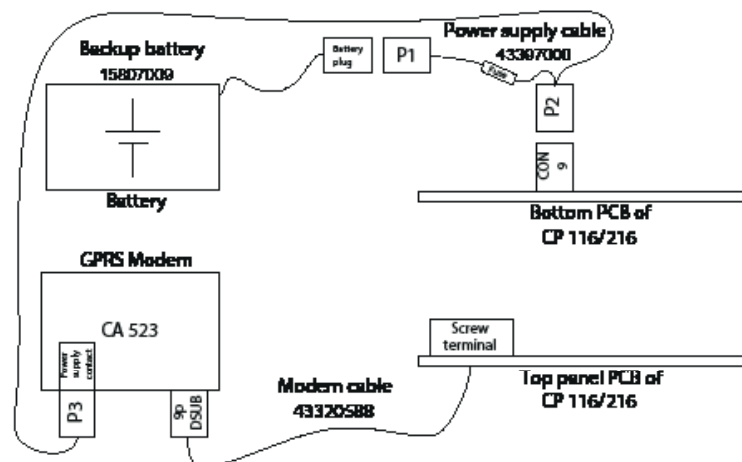 Backup battery
15807009
Battery
plug
P1
Power supply cable
43397000
Fuse
P2
CON
9
Battery
Bottom PCB of
CP 116/216
GPRS Modem
CA 523
Power
supply
contact
P3
9p
DSUB
Modem cable
43320588
Screw
terminal
Top panel PCB of
CP 116/216